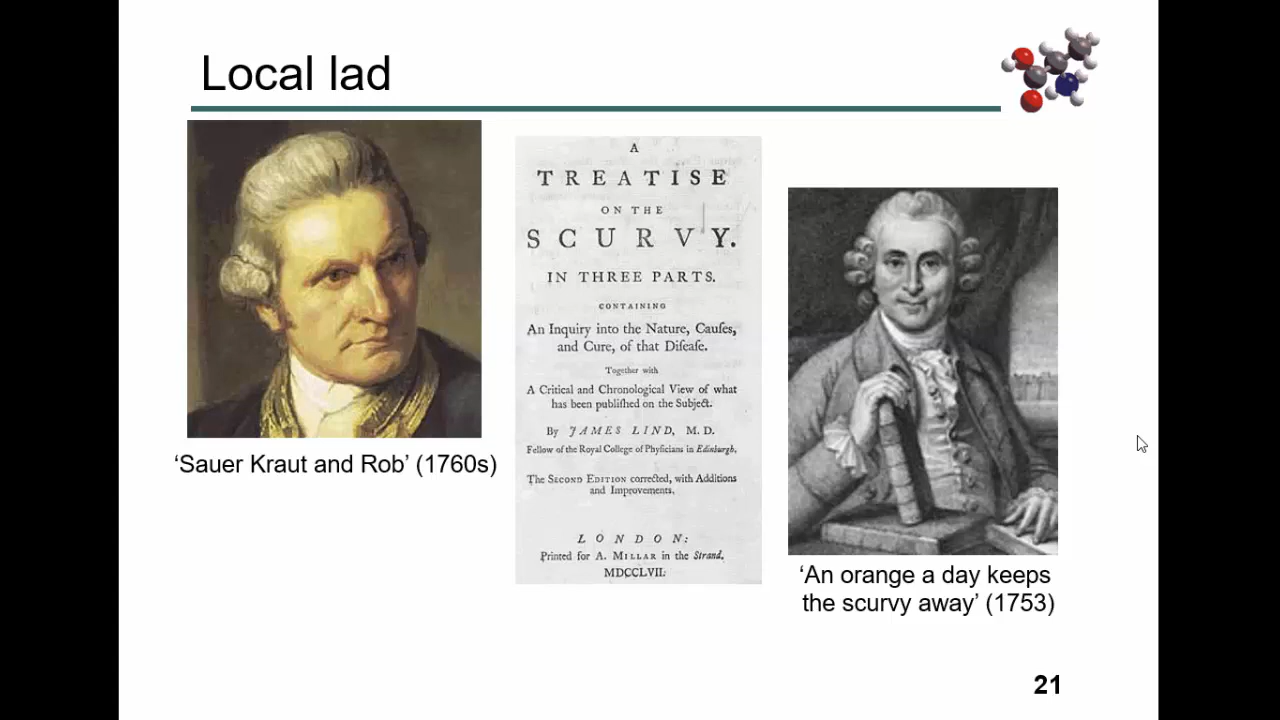 Local lad
‘Sauer Kraut and Rob’ (1760s)
A
TREATISE
ON THE
SCURVY.
IN THREE PARTS.
CONTAINING
An Inquiry into the Nature, Cauſes,
and Cure, of that Diſeaſe.
Together with
A Critical and Chronological View of what
has been publiſhed on the Subject.
By JAMES LIND, M. D.
Fellow of the Royal College of Phyſicians in Edinburgh.
The SECOND EDITION corrected, with Additions
and Improvements.
LONDON:
Printed for A. MILLAR in the Strand.
MDCCLVII.
‘An orange a day keeps
the scurvy away’ (1753)
21